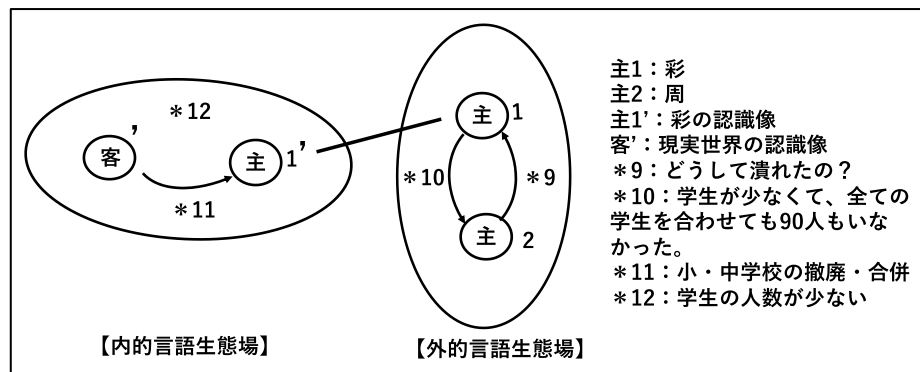 *12
客’
主1’
*11
主1
*10
*9
主2
【内的言語生態場】
【外的言語生態場】
主1:彩
主2:周
主1’:彩の認識像
客’:現実世界の認識像
*9:どうして潰れたの?
*10:学生が少なくて、全ての
学生を合わせても90人もいな
かった。
*11:小・中学校の撤廃・合併
*12:学生の人数が少ない